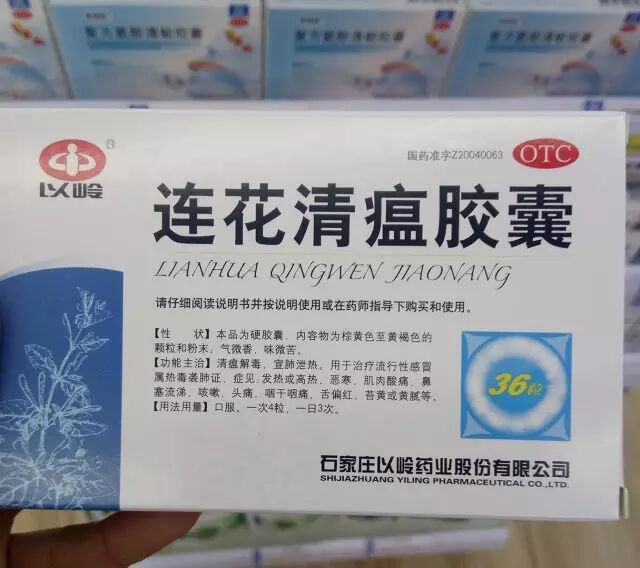 复方氨酚烷胺胶囊
国药准字Z20040063
OTC
以岭
连花清瘟胶囊
LIANHUA QINGWEN JIAONANG
请仔细阅读说明书并按说明使用或在药师指导下购买和使用。
【性 状】本品为硬胶囊，内容物为棕黄色至黄褐色的
颗粒和粉末；气微香，味微苦。
【功能主治】清瘟解毒，宣肺泄热。用于治疗流行性感冒
属热毒袭肺证，症见：发热或高热，恶寒，肌肉酸痛，鼻
塞流涕，咳嗽，头痛，咽干咽痛，舌偏红，苔黄或黄腻等。
【用法用量】口服。一次4粒，一日3次。
36粒
石家庄以岭药业股份有限公司
SHIJIAZHUANG YILING PHARMACEUTICAL CO.,LTD.